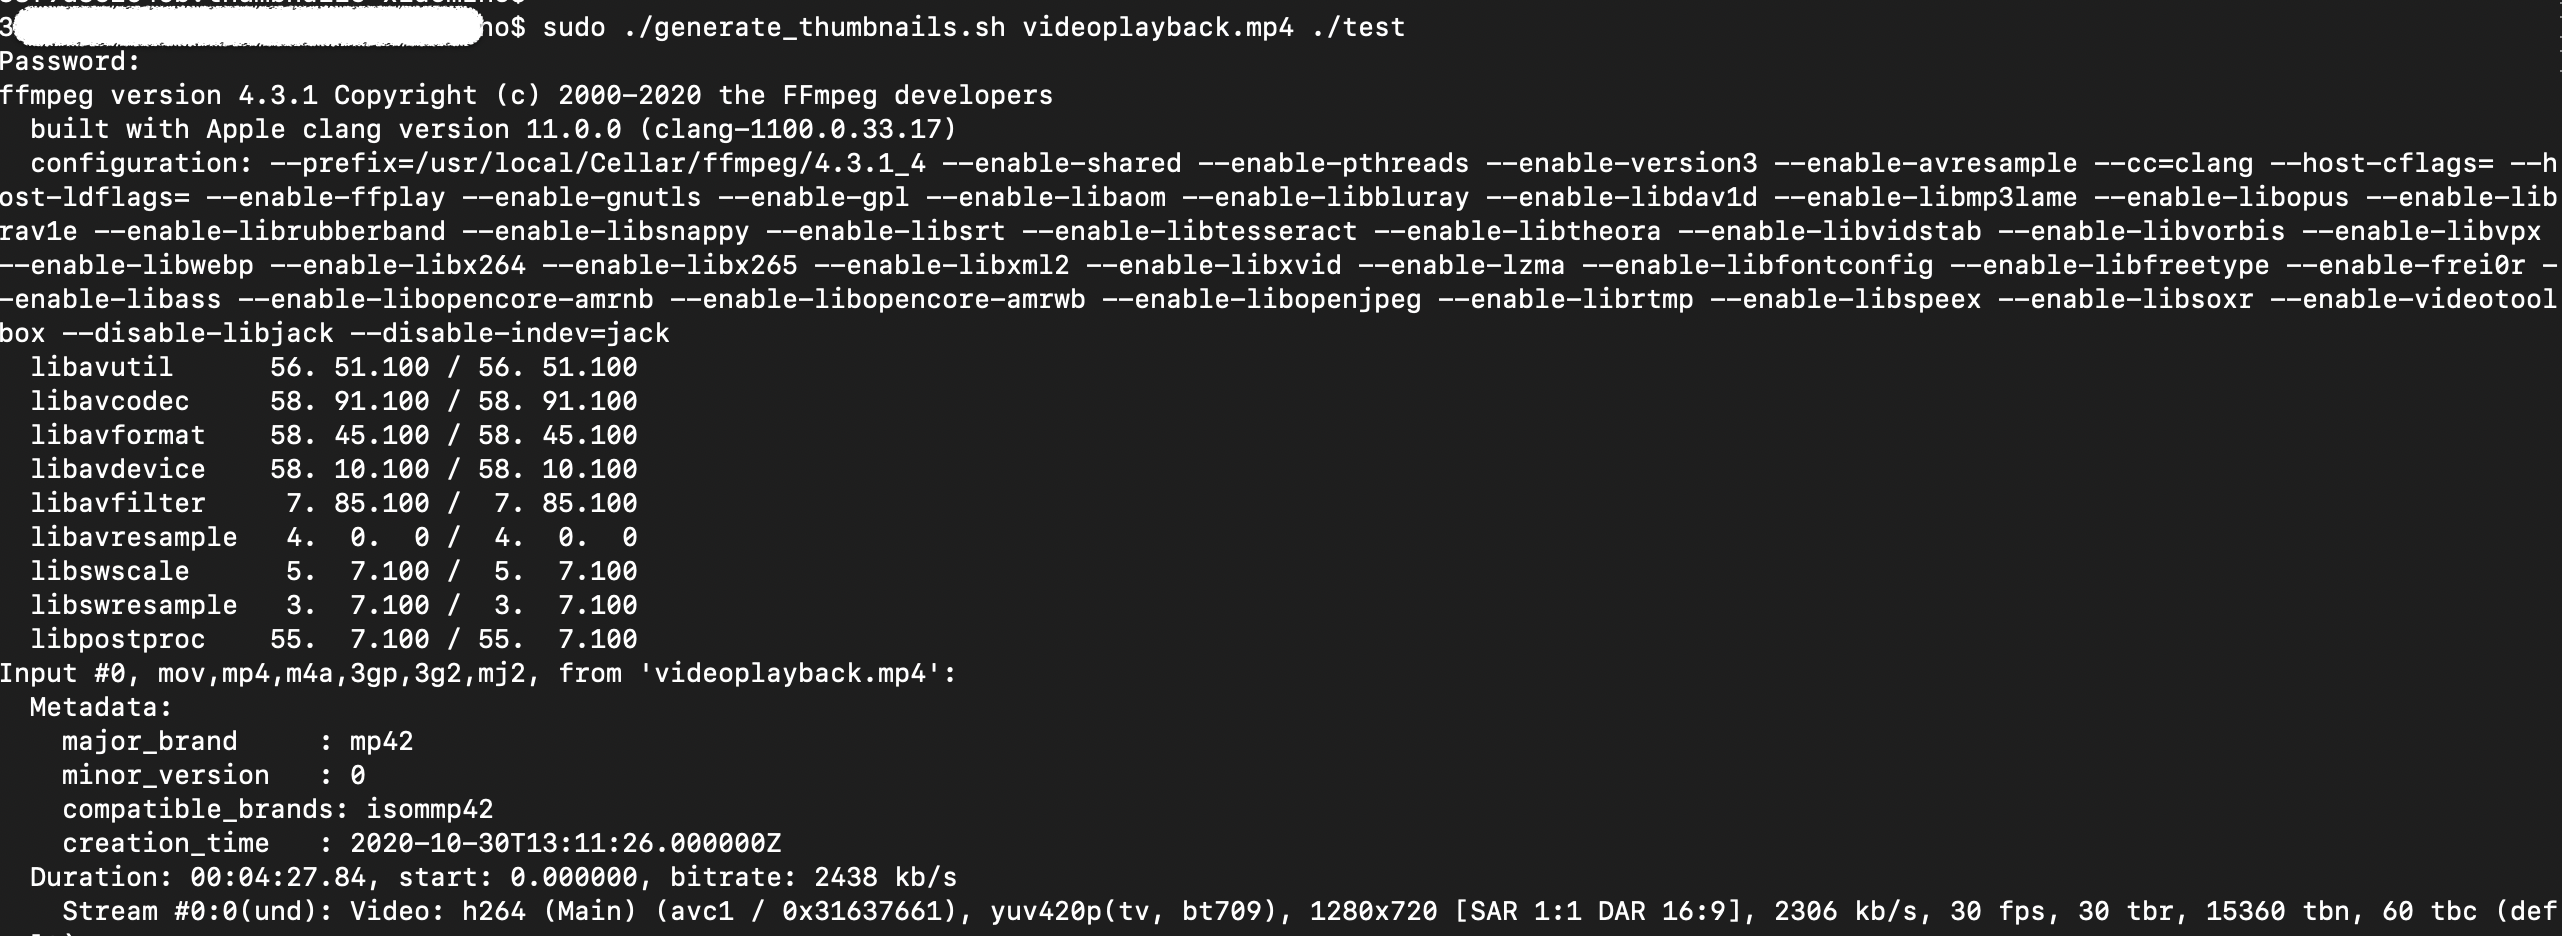 3 no$ sudo ./generate_thumbnails.sh videoplayback.mp4 ./test
Password:
ffmpeg version 4.3.1 Copyright (c) 2000-2020 the FFmpeg developers
  built with Apple clang version 11.0.0 (clang-1100.0.33.17)
  configuration: --prefix=/usr/local/Cellar/ffmpeg/4.3.1_4 --enable-shared --enable-pthreads --enable-version3 --enable-avresample --cc=clang --host-cflags= --h
ost-ldflags= --enable-ffplay --enable-gnutls --enable-gpl --enable-libaom --enable-libbluray --enable-libdav1d --enable-libmp3lame --enable-libopus --enable-lib
rav1e --enable-librubberband --enable-libsnappy --enable-libsrt --enable-libtesseract --enable-libtheora --enable-libvidstab --enable-libvorbis --enable-libvpx
--enable-libwebp --enable-libx264 --enable-libx265 --enable-libxml2 --enable-libxvid --enable-lzma --enable-libfontconfig --enable-libfreetype --enable-frei0r -
-enable-libass --enable-libopencore-amrnb --enable-libopencore-amrwb --enable-libopenjpeg --enable-librtmp --enable-libspeex --enable-libsoxr --enable-videotool
box --disable-libjack --disable-indev=jack
  libavutil      56. 51.100 / 56. 51.100
  libavcodec     58. 91.100 / 58. 91.100
  libavformat    58. 45.100 / 58. 45.100
  libavdevice    58. 10.100 / 58. 10.100
  libavfilter     7. 85.100 /  7. 85.100
  libavresample   4.  0.  0 /  4.  0.  0
  libswscale      5.  7.100 /  5.  7.100
  libswresample   3.  7.100 /  3.  7.100
  libpostproc    55.  7.100 / 55.  7.100
Input #0, mov,mp4,m4a,3gp,3g2,mj2, from 'videoplayback.mp4':
  Metadata:
    major_brand     : mp42
    minor_version   : 0
    compatible_brands: isommp42
    creation_time   : 2020-10-30T13:11:26.000000Z
  Duration: 00:04:27.84, start: 0.000000, bitrate: 2438 kb/s
    Stream #0:0(und): Video: h264 (Main) (avc1 / 0x31637661), yuv420p(tv, bt709), 1280x720 [SAR 1:1 DAR 16:9], 2306 kb/s, 30 fps, 30 tbr, 15360 tbn, 60 tbc (def